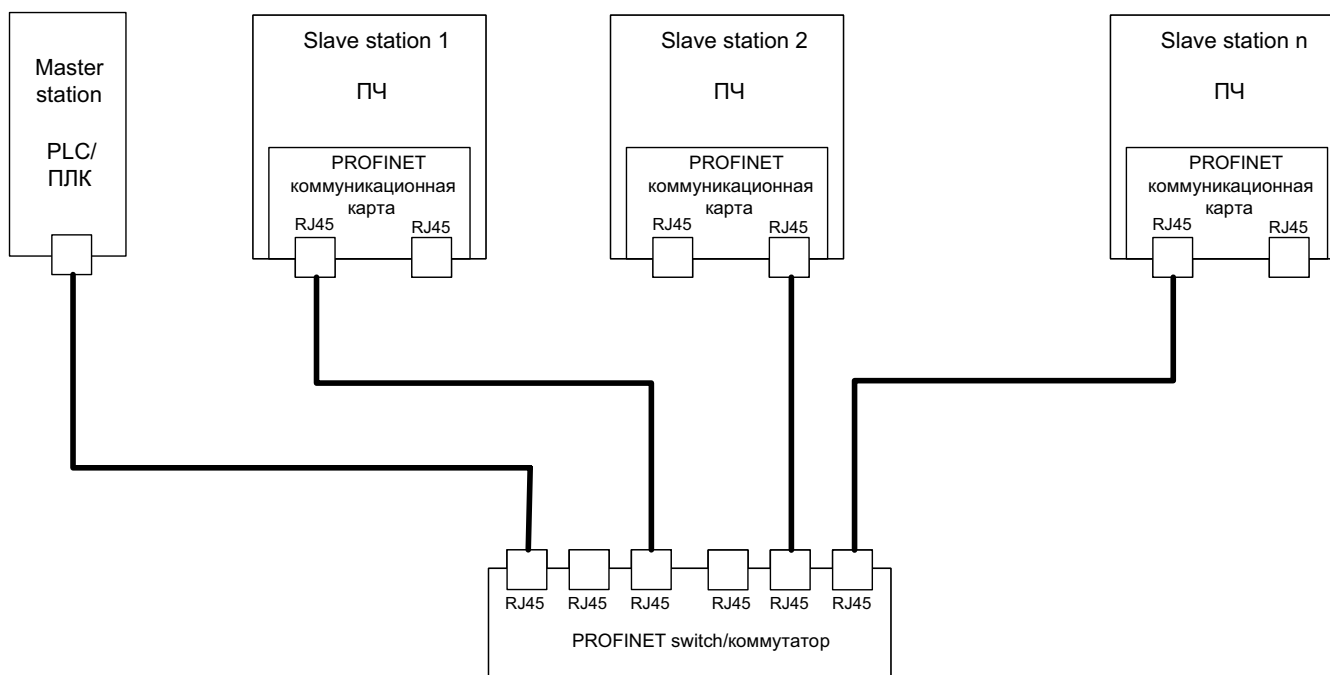 Master
station
PLC/
ПЛК
Slave station 1
ПЧ
PROFINET
коммуникационная
карта
RJ45
RJ45
Slave station 2
ПЧ
PROFINET
коммуникационная
карта
RJ45
RJ45
Slave station n
ПЧ
PROFINET
коммуникационная
карта
RJ45
RJ45
RJ45
RJ45
RJ45
RJ45
RJ45
RJ45
PROFINET switch/коммутатор